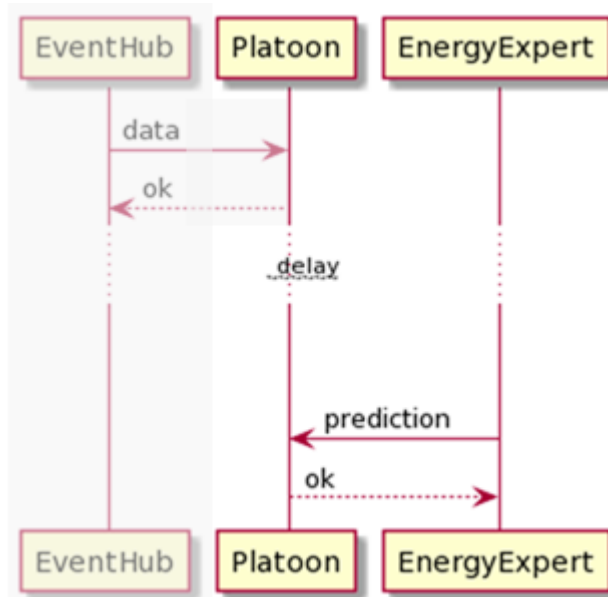 EventHub Platoon EnergyExpert
data
ok
delay
prediction
ok
EventHub Platoon EnergyExpert